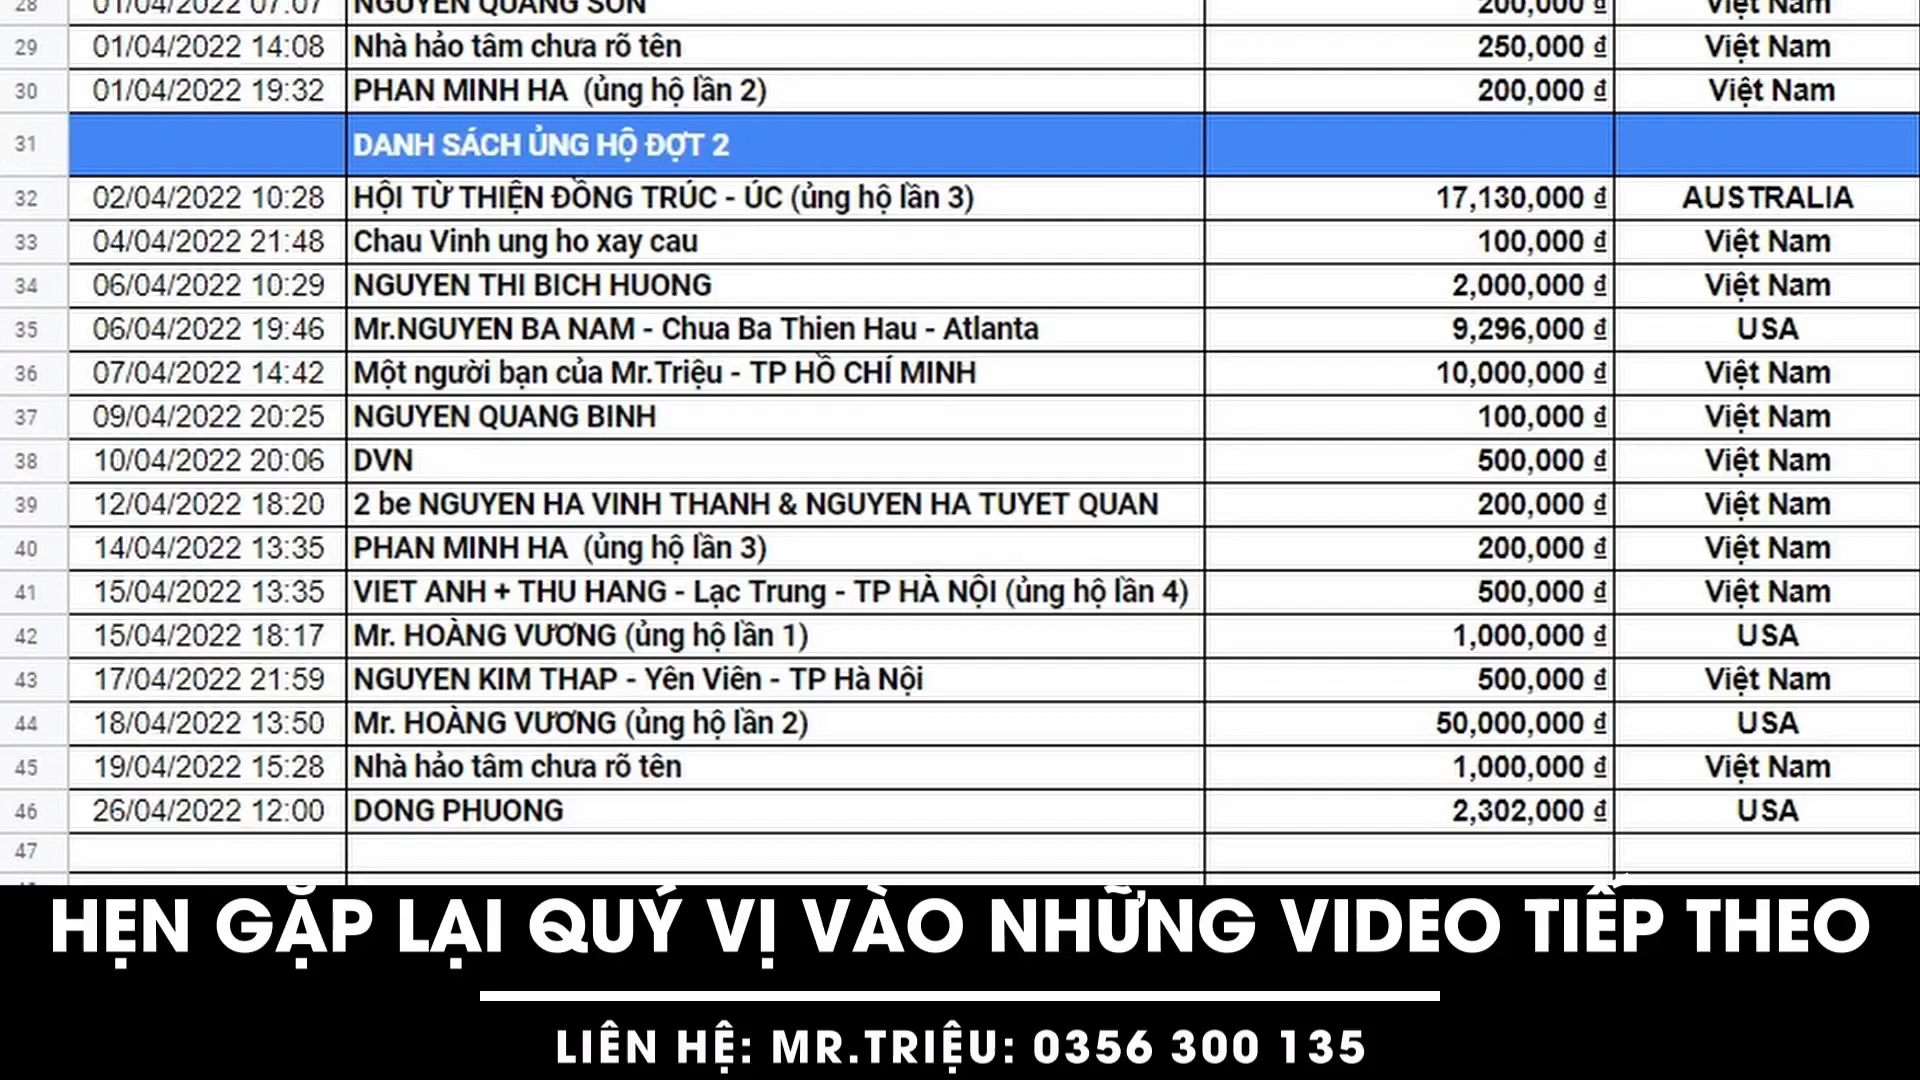 28 01/04/2022 07:07 NGUYEN QUANG SON 200,000 ₫ Việt Nam
29 01/04/2022 14:08 Nhà hảo tâm chưa rõ tên 250,000 ₫ Việt Nam
30 01/04/2022 19:32 PHAN MINH HA (ủng hộ lần 2) 200,000 ₫ Việt Nam
31 DANH SÁCH ỦNG HỘ ĐỢT 2
32 02/04/2022 10:28 HỘI TỪ THIỆN ĐỒNG TRÚC - ÚC (ủng hộ lần 3) 17,130,000 ₫ AUSTRALIA
33 04/04/2022 21:48 Chau Vinh ung ho xay cau 100,000 ₫ Việt Nam
34 06/04/2022 10:29 NGUYEN THI BICH HUONG 2,000,000 ₫ Việt Nam
35 06/04/2022 19:46 Mr.NGUYEN BA NAM - Chua Ba Thien Hau - Atlanta 9,296,000 ₫ USA
36 07/04/2022 14:42 Một người bạn của Mr.Triệu - TP HỒ CHÍ MINH 10,000,000 ₫ Việt Nam
37 09/04/2022 20:25 NGUYEN QUANG BINH 100,000 ₫ Việt Nam
38 10/04/2022 20:06 DVN 500,000 ₫ Việt Nam
39 12/04/2022 18:20 2 be NGUYEN HA VINH THANH & NGUYEN HA TUYET QUAN 200,000 ₫ Việt Nam
40 14/04/2022 13:35 PHAN MINH HA (ủng hộ lần 3) 200,000 ₫ Việt Nam
41 15/04/2022 13:35 VIET ANH + THU HANG - Lạc Trung - TP HÀ NỘI (ủng hộ lần 4) 500,000 ₫ Việt Nam
42 15/04/2022 18:17 Mr. HOÀNG VƯƠNG (ủng hộ lần 1) 1,000,000 ₫ USA
43 17/04/2022 21:59 NGUYEN KIM THAP - Yên Viên - TP Hà Nội 500,000 ₫ Việt Nam
44 18/04/2022 13:50 Mr. HOÀNG VƯƠNG (ủng hộ lần 2) 50,000,000 ₫ USA
45 19/04/2022 15:28 Nhà hảo tâm chưa rõ tên 1,000,000 ₫ Việt Nam
46 26/04/2022 12:00 DONG PHUONG 2,302,000 ₫ USA
47
HẸN GẶP LẠI QUÝ VỊ VÀO NHỮNG VIDEO TIẾP THEO
LIÊN HỆ: MR.TRIỆU: 0356 300 135